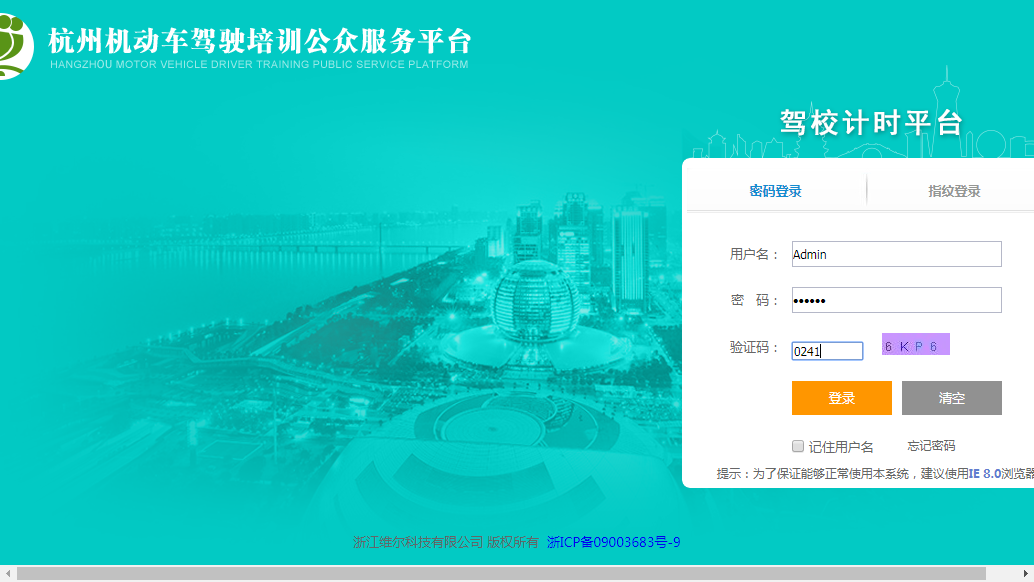 杭州机动车驾驶培训公众服务平台
HANGZHOU MOTOR VEHICLE DRIVER TRAINING PUBLIC SERVICE PLATFORM
驾校计时平台
密码登录 指纹登录
用户名： Admin
密 码： ••••••
验证码： 0241 6 K P 6
登录 清空
记住用户名 忘记密码
提示：为了保证能够正常使用本系统，建议使用IE 8.0浏览器
浙江维尔科技有限公司 版权所有 浙ICP备09003683号-9